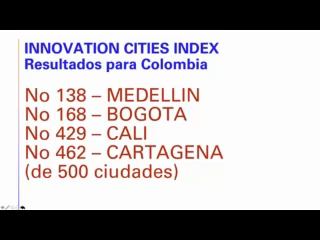 INNOVATION CITIES INDEX
Resultados para Colombia
No 138 – MEDELLIN
No 168 – BOGOTA
No 429 – CALI
No 462 – CARTAGENA
(de 500 ciudades)